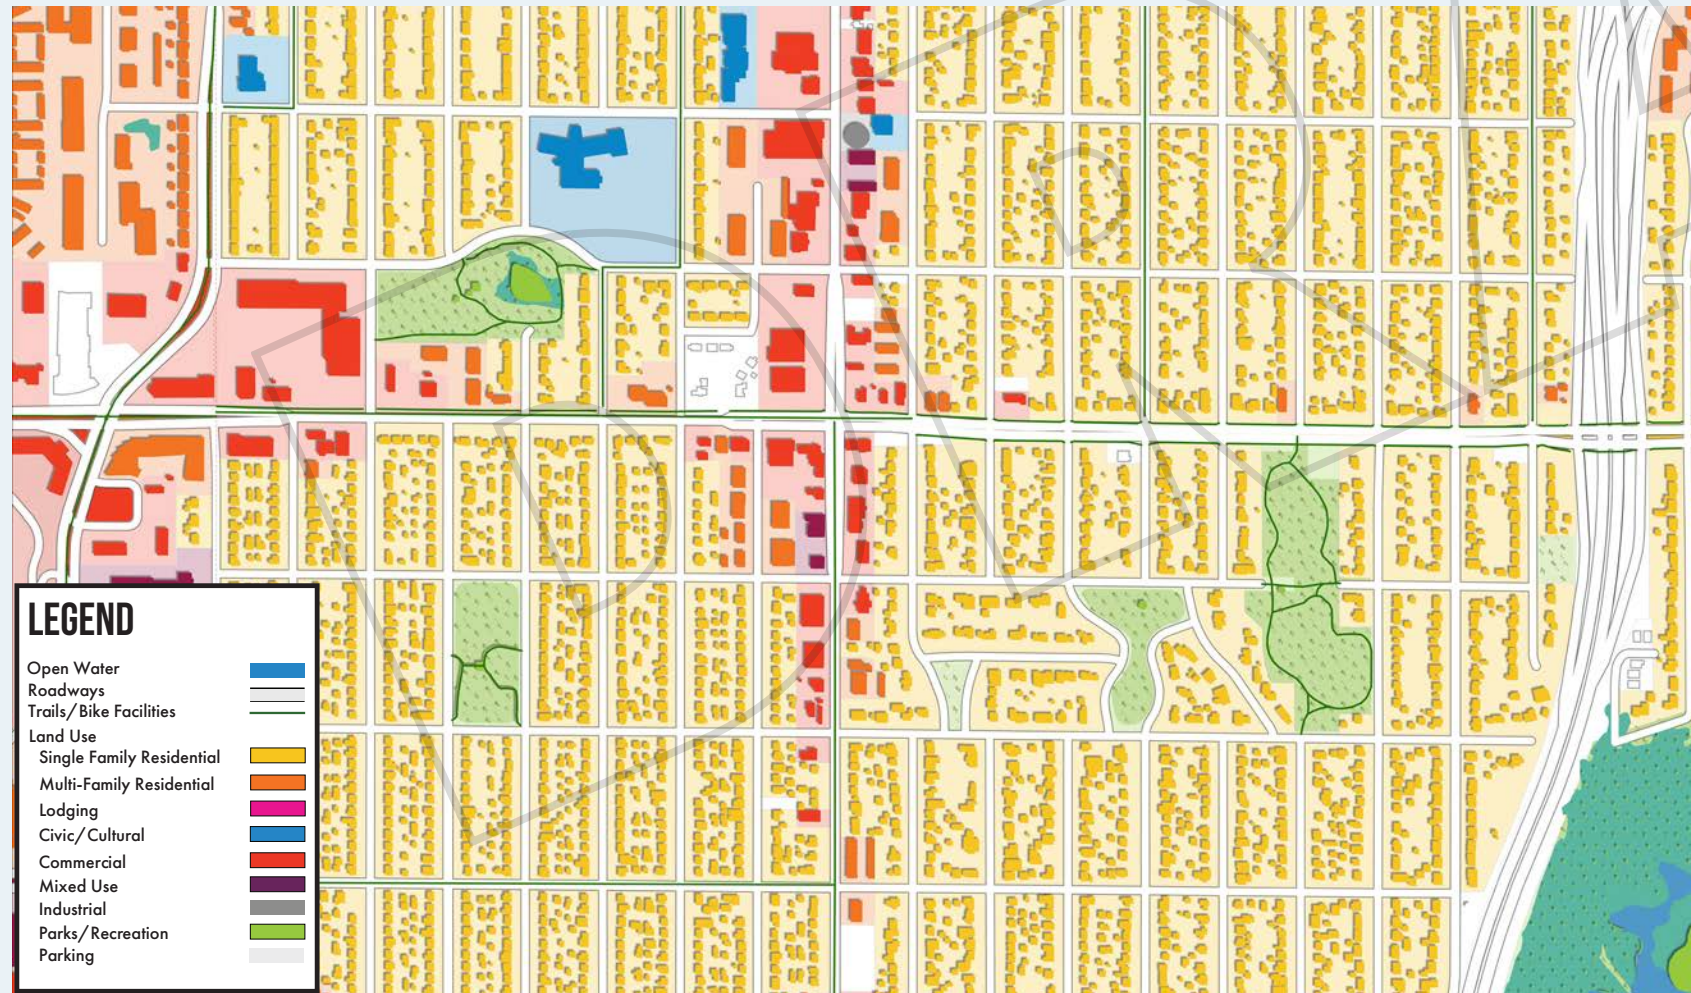 DRAFT
LEGEND
Open Water
Roadways
Trails/Bike Facilities
Land Use
Single Family Residential
Multi-Family Residential
Lodging
Civic/Cultural
Commercial
Mixed Use
Industrial
Parks/Recreation
Parking